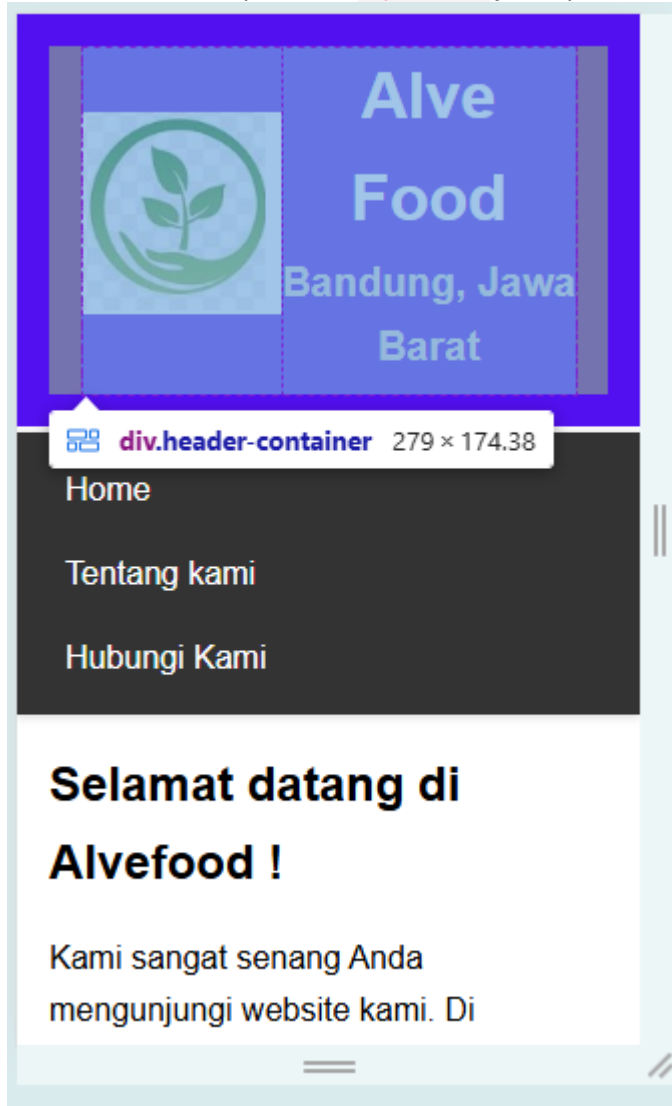 Alve
Food
Bandung, Jawa
Barat
div.header-container 279 × 174.38
Home
Tentang kami
Hubungi Kami
Selamat datang di
Alvefood !
Kami sangat senang Anda
mengunjungi website kami. Di